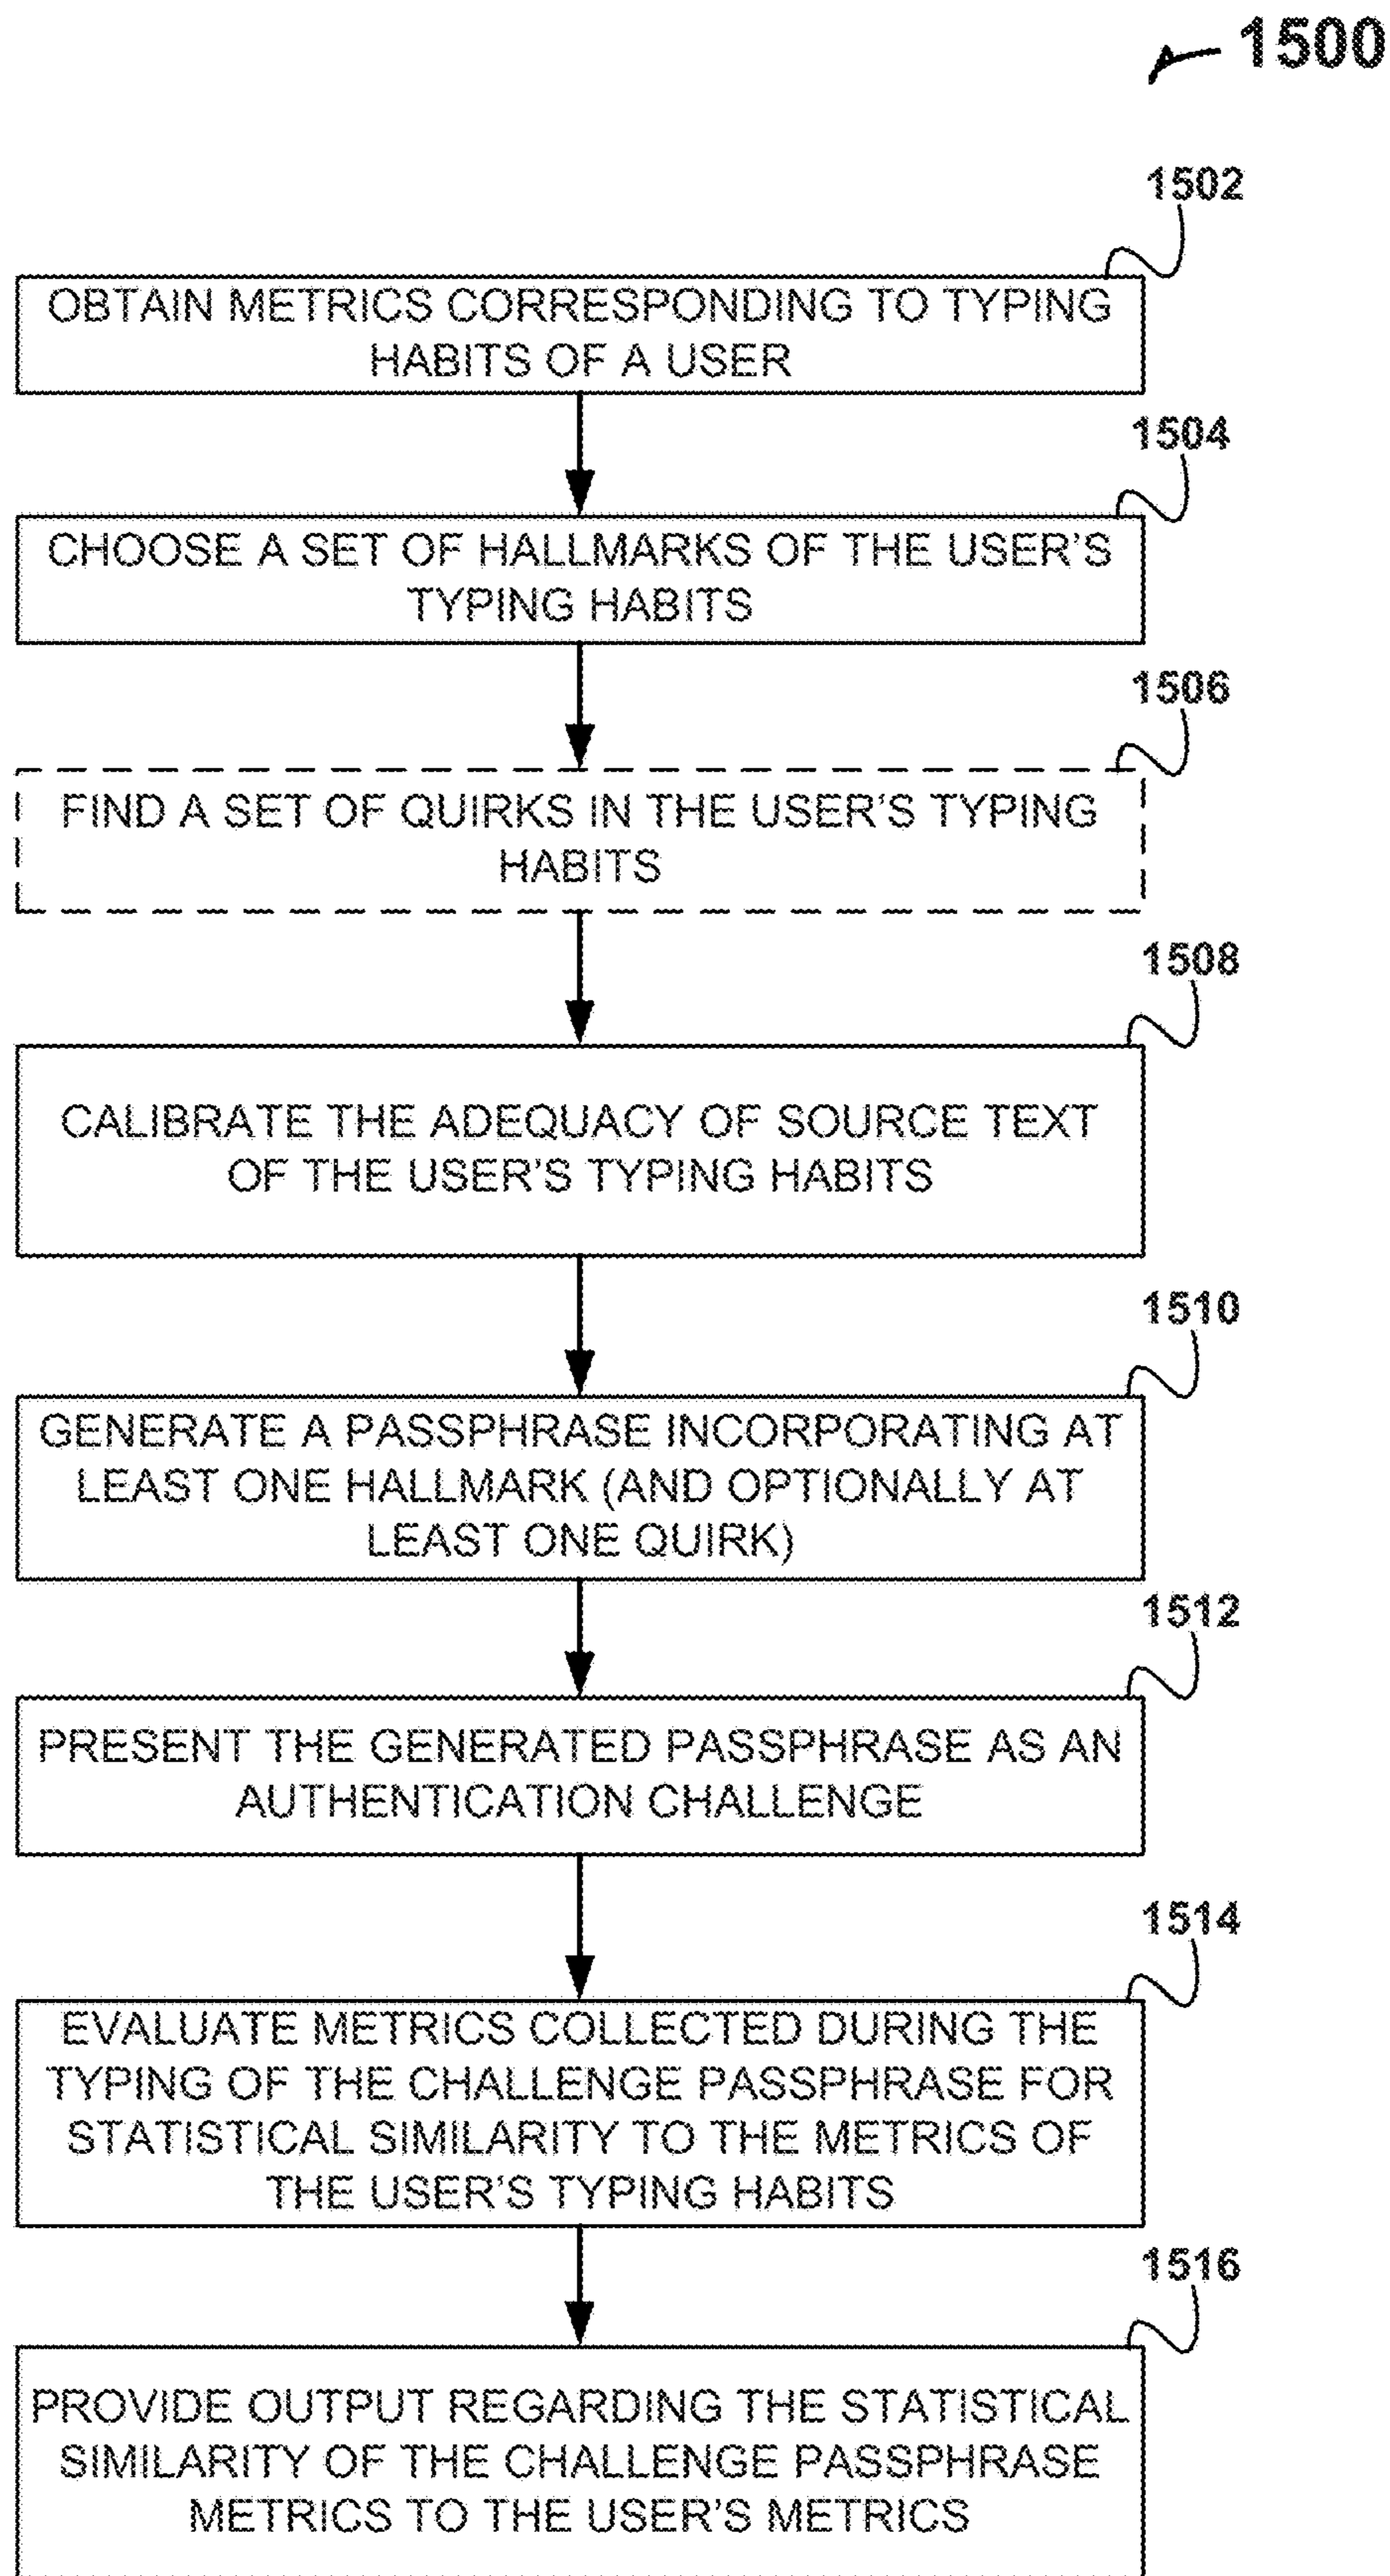 1500
1502
OBTAIN METRICS CORRESPONDING TO TYPING
HABITS OF A USER
1504
CHOOSE A SET OF HALLMARKS OF THE USER'S
TYPING HABITS
1506
FIND A SET OF QUIRKS IN THE USER'S TYPING
HABITS
1508
CALIBRATE THE ADEQUACY OF SOURCE TEXT
OF THE USER'S TYPING HABITS
1510
GENERATE A PASSPHRASE INCORPORATING AT
LEAST ONE HALLMARK (AND OPTIONALLY AT
LEAST ONE QUIRK)
1512
PRESENT THE GENERATED PASSPHRASE AS AN
AUTHENTICATION CHALLENGE
1514
EVALUATE METRICS COLLECTED DURING THE
TYPING OF THE CHALLENGE PASSPHRASE FOR
STATISTICAL SIMILARITY TO THE METRICS OF
THE USER'S TYPING HABITS
1516
PROVIDE OUTPUT REGARDING THE STATISTICAL
SIMILARITY OF THE CHALLENGE PASSPHRASE
METRICS TO THE USER'S METRICS